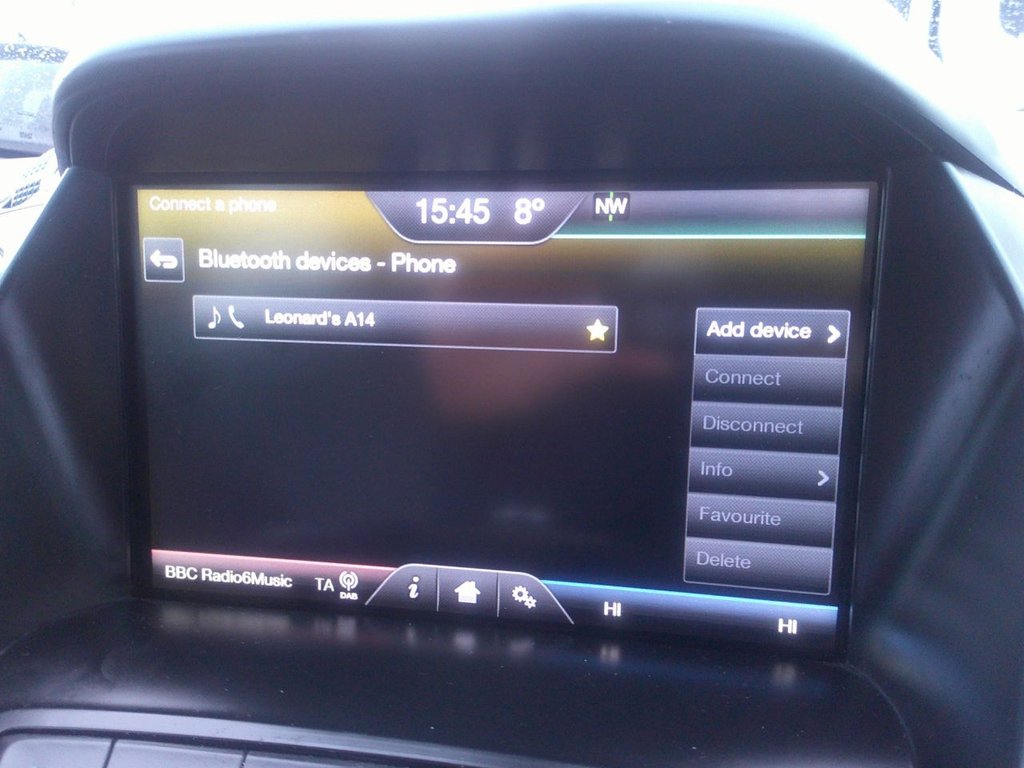 Connect a phone
15:45 8°
NW
Bluetooth devices - Phone
Leonard's A14
Add device
Connect
Disconnect
Info
Favourite
Delete
BBC Radio6Music TA DAB
i
HI
HI